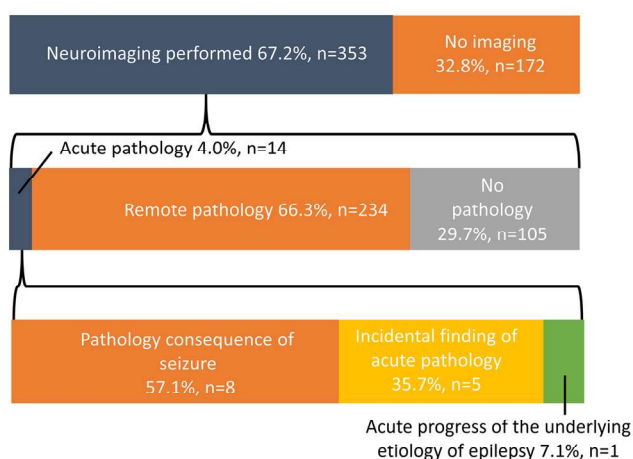 Neuroimaging performed 67.2%, n=353
No imaging
32.8%, n=172
Acute pathology 4.0%, n=14
Remote pathology 66.3%, n=234
No
pathology
29.7%, n=105
Pathology consequence of
seizure
57.1%, n=8
Incidental finding of
acute pathology
35.7%, n=5
Acute progress of the underlying
etiology of epilepsy 7.1%, n=1